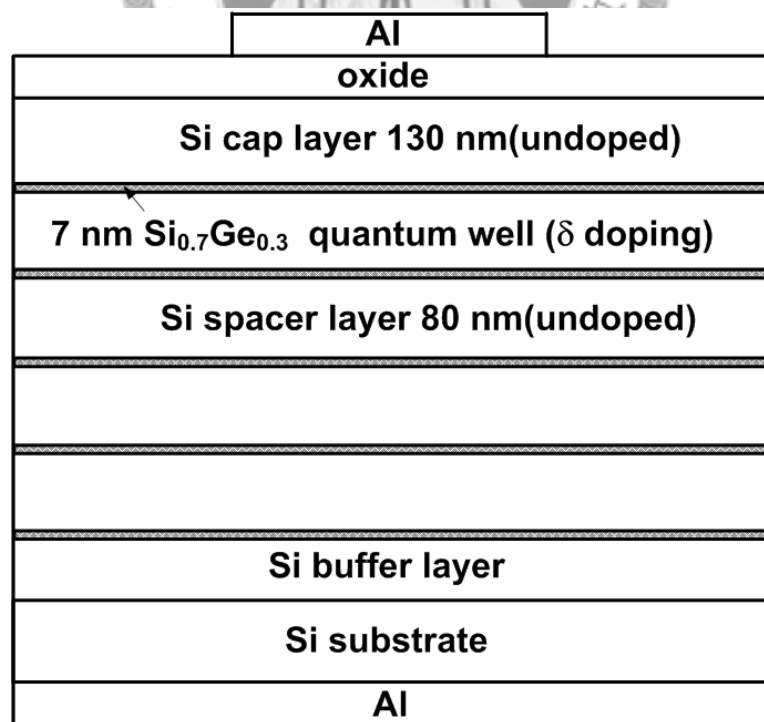 Al
oxide
Si cap layer 130 nm(undoped)
7 nm Si₀.₇Ge₀.₃ quantum well (δ doping)
Si spacer layer 80 nm(undoped)
Si buffer layer
Si substrate
Al